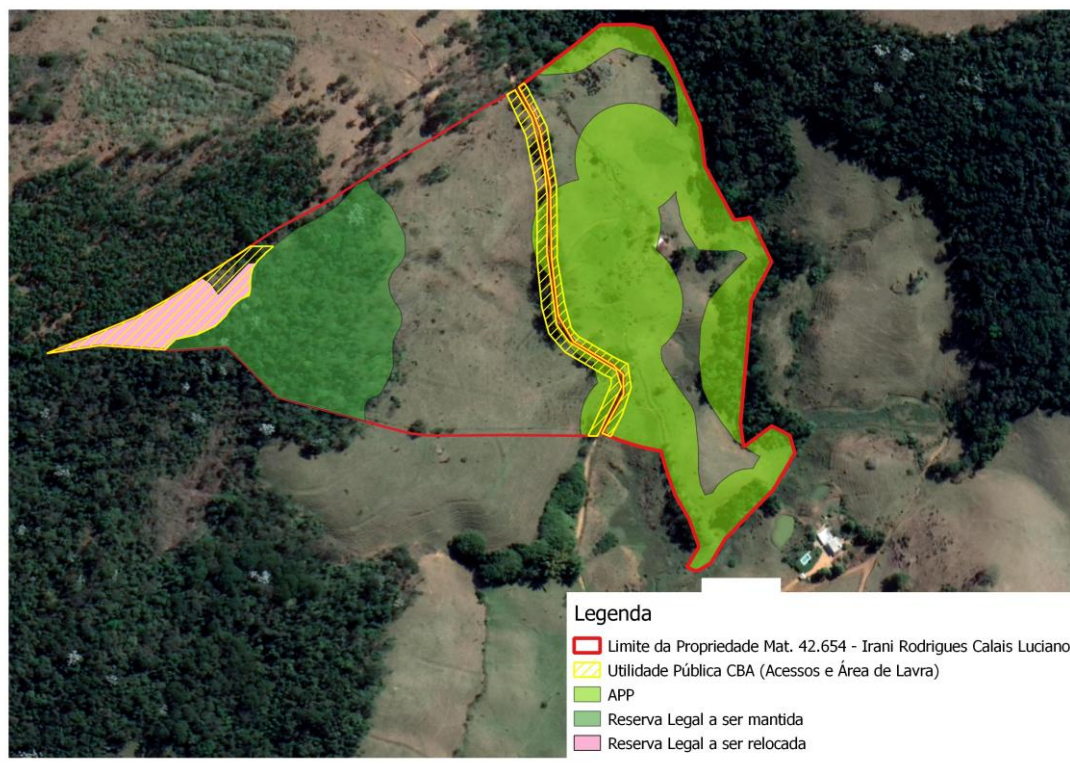 Legenda
Limite da Propriedade Mat. 42.654 - Irani Rodrigues Calais Luciano
Utilidade Pública CBA (Acessos e Área de Lavra)
APP
Reserva Legal a ser mantida
Reserva Legal a ser relocada